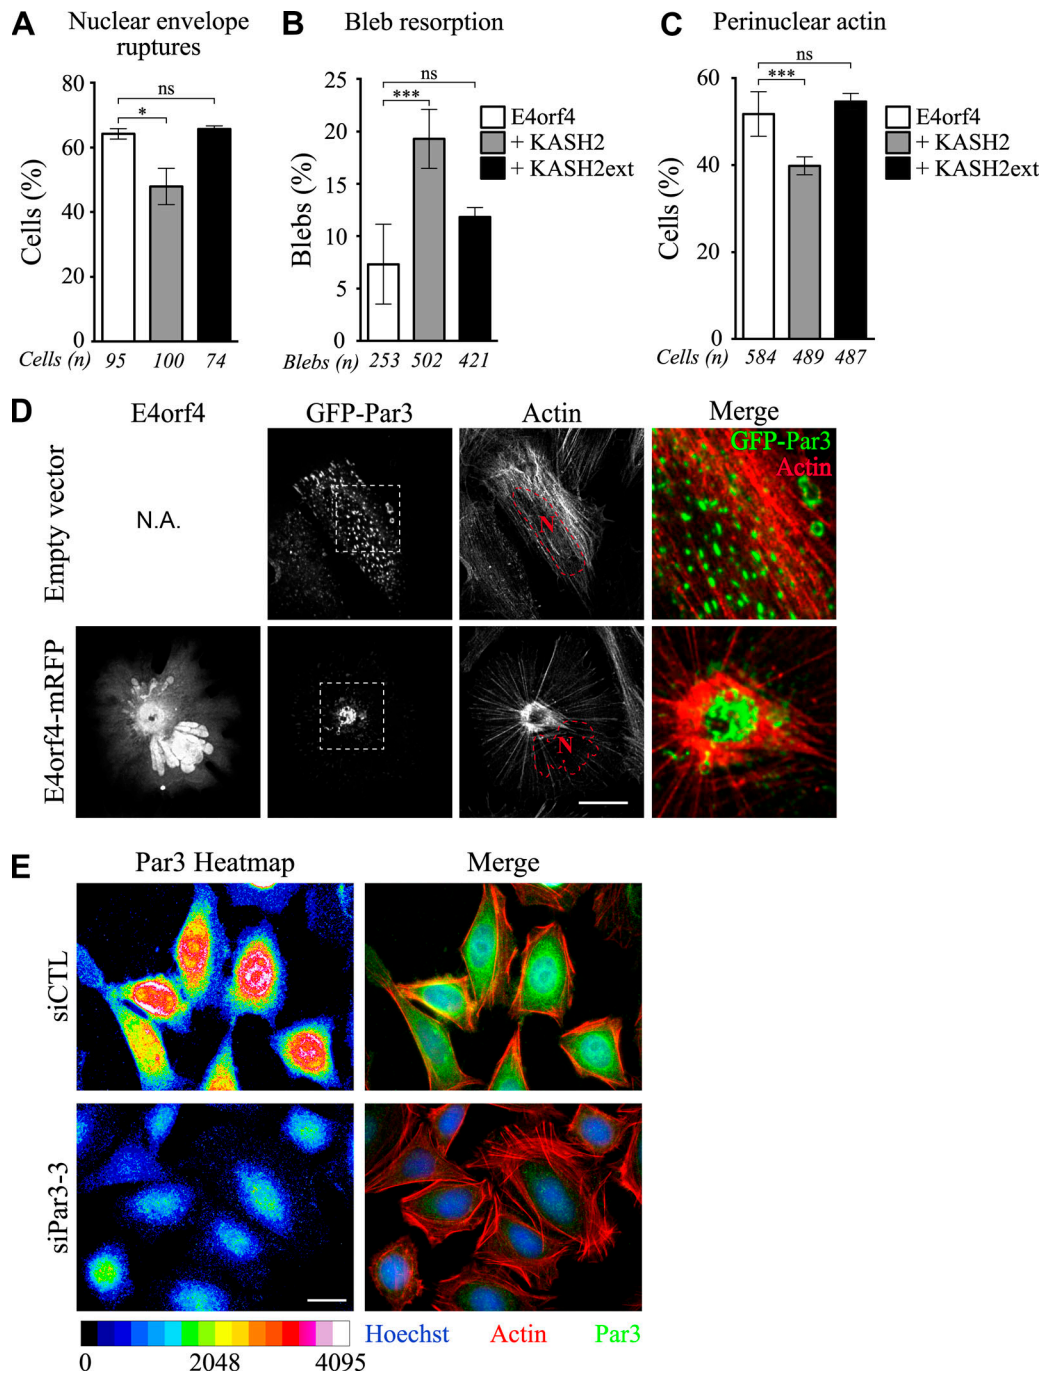 A
Nuclear envelope
ruptures
Cells (%)
80
60
40
20
0
ns
*
Cells (n) 95 100 74
B
Bleb resorption
Blebs (%)
25
20
15
10
5
0
ns
***
Blebs (n) 253 502 421
E4orf4
+ KASH2
+ KASH2ext
C
Perinuclear actin
Cells (%)
60
40
20
0
ns
***
Cells (n) 584 489 487
E4orf4
+ KASH2
+ KASH2ext
D
E4orf4 GFP-Par3 Actin Merge
Empty vector
N.A.
N
GFP-Par3
Actin
E4orf4-mRFP
N
E
Par3 Heatmap Merge
siCTL
siPar3-3
0 2048 4095
Hoechst Actin Par3